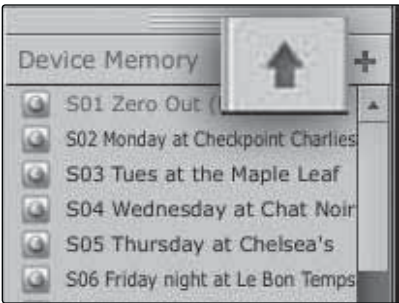 Device Memory
S01 Zero Out (
S02 Monday at Checkpoint Charlies
S03 Tues at the Maple Leaf
S04 Wednesday at Chat Noir
S05 Thursday at Chelsea's
S06 Friday night at Le Bon Temps